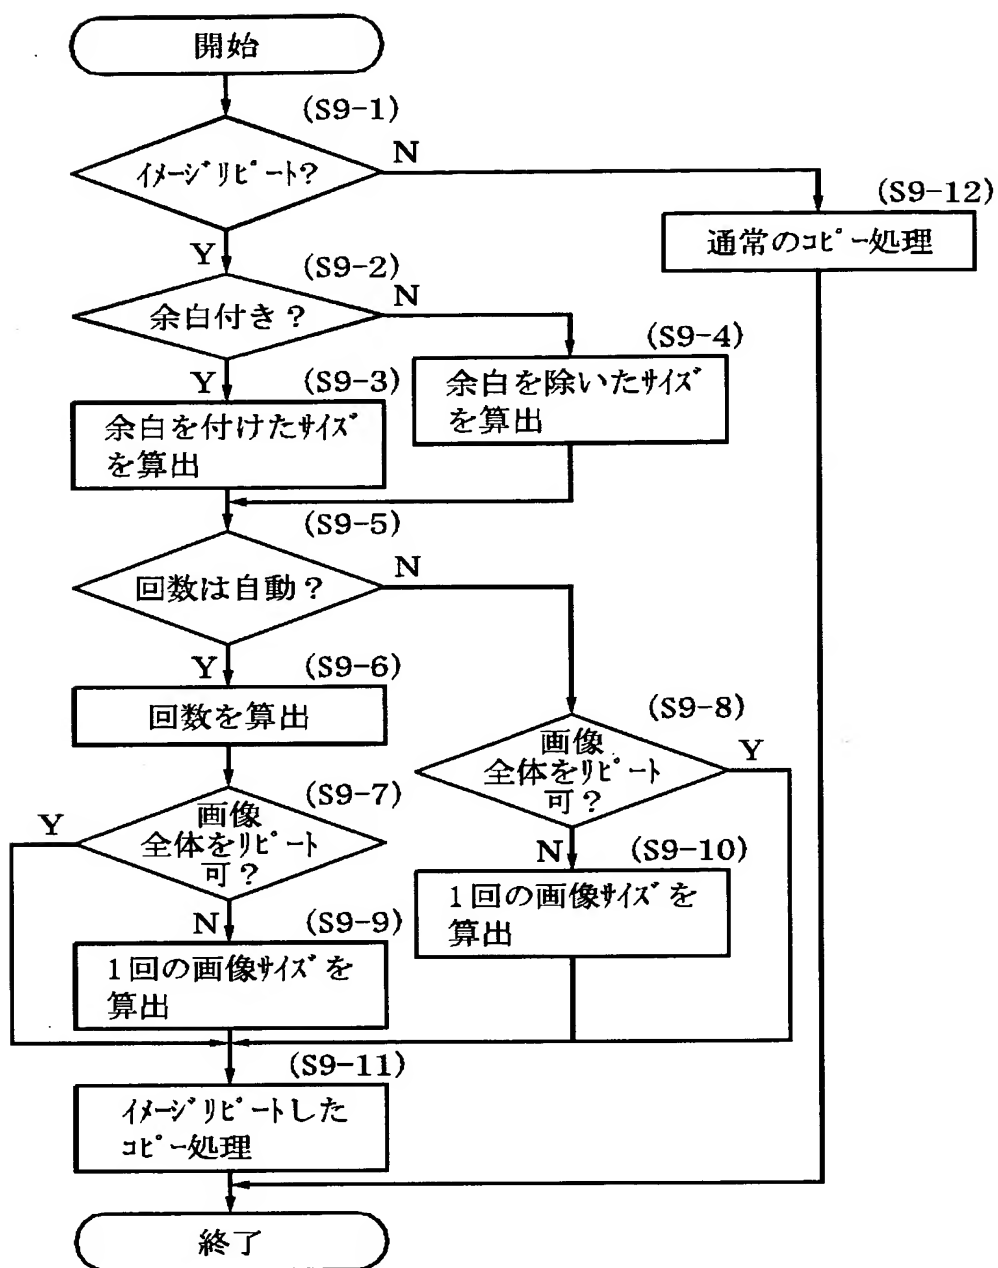 開始
(S9-1)
ｲﾒｰｼﾞﾘﾋﾟｰﾄ?
N
(S9-12)
通常のｺﾋﾟｰ処理
Y
(S9-2)
余白付き？
N
(S9-4)
余白を除いたｻｲｽﾞ
を算出
Y
(S9-3)
余白を付けたｻｲｽﾞ
を算出
(S9-5)
回数は自動？
N
Y
(S9-6)
回数を算出
(S9-8)
画像
全体をﾘﾋﾟｰﾄ
可？
Y
(S9-7)
Y
画像
全体をﾘﾋﾟｰﾄ
可？
N
(S9-10)
1回の画像ｻｲｽﾞを
算出
N
(S9-9)
1回の画像ｻｲｽﾞを
算出
(S9-11)
ｲﾒｰｼﾞﾘﾋﾟｰﾄした
ｺﾋﾟｰ処理
終了